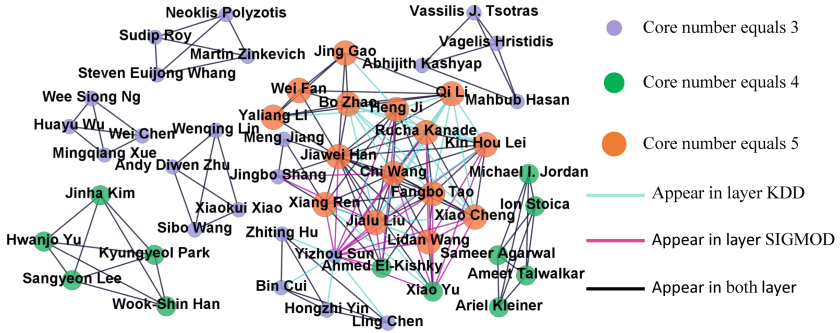 Neoklis Polyzotis
Sudip Roy
Martin Zinkevich
Steven Euijong Whang
Jing Gao
Vassilis J. Tsotras
Vagelis Hristidis
Abhijith Kashyap
Mahbub Hasan
Core number equals 3
Core number equals 4
Core number equals 5
Appear in layer KDD
Appear in layer SIGMOD
Appear in both layer
Wee Siong Ng
Huayu Wu
Wei Chen
Mingqiang Xue
Wenqing Lin
Andy Diwen Zhu
Xiaokui Xiao
Sibo Wang
Wei Fan
Bo Zhao
Yaliang Li
Heng Ji
Qi Li
Rucha Kanade
Kin Hou Lei
Meng Jiang
Jiawei Han
Jingbo Shang
Chi Wang
Fangbo Tao
Xiang Ren
Jialu Liu
Xiao Cheng
Lidan Wang
Zhiting Hu
Yizhou Sun
Ahmed El-Kishky
Xiao Yu
Bin Cui
Hongzhi Yin
Ling Chen
Michael I. Jordan
Ion Stoica
Sameer Agarwal
Ameet Talwalkar
Ariel Kleiner
Jinha Kim
Hwanjo Yu
Kyungyeol Park
Sangyeon Lee
Wook-Shin Han